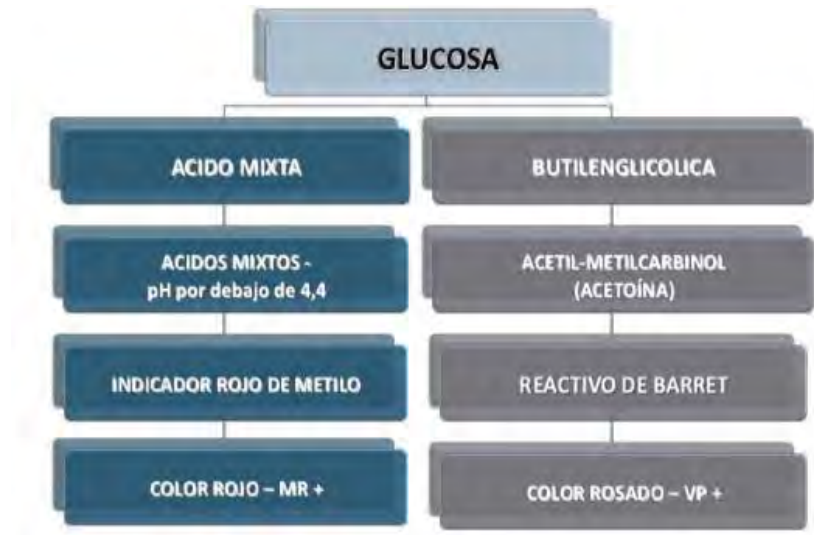 GLUCOSA
ACIDO MIXTA
BUTILENGLICOLICA
ACIDOS MIXTOS -
pH por debajo de 4,4
ACETIL-METILCARBINOL
(ACETOÍNA)
INDICADOR ROJO DE METILO
REACTIVO DE BARRET
COLOR ROJO – MR +
COLOR ROSADO – VP +